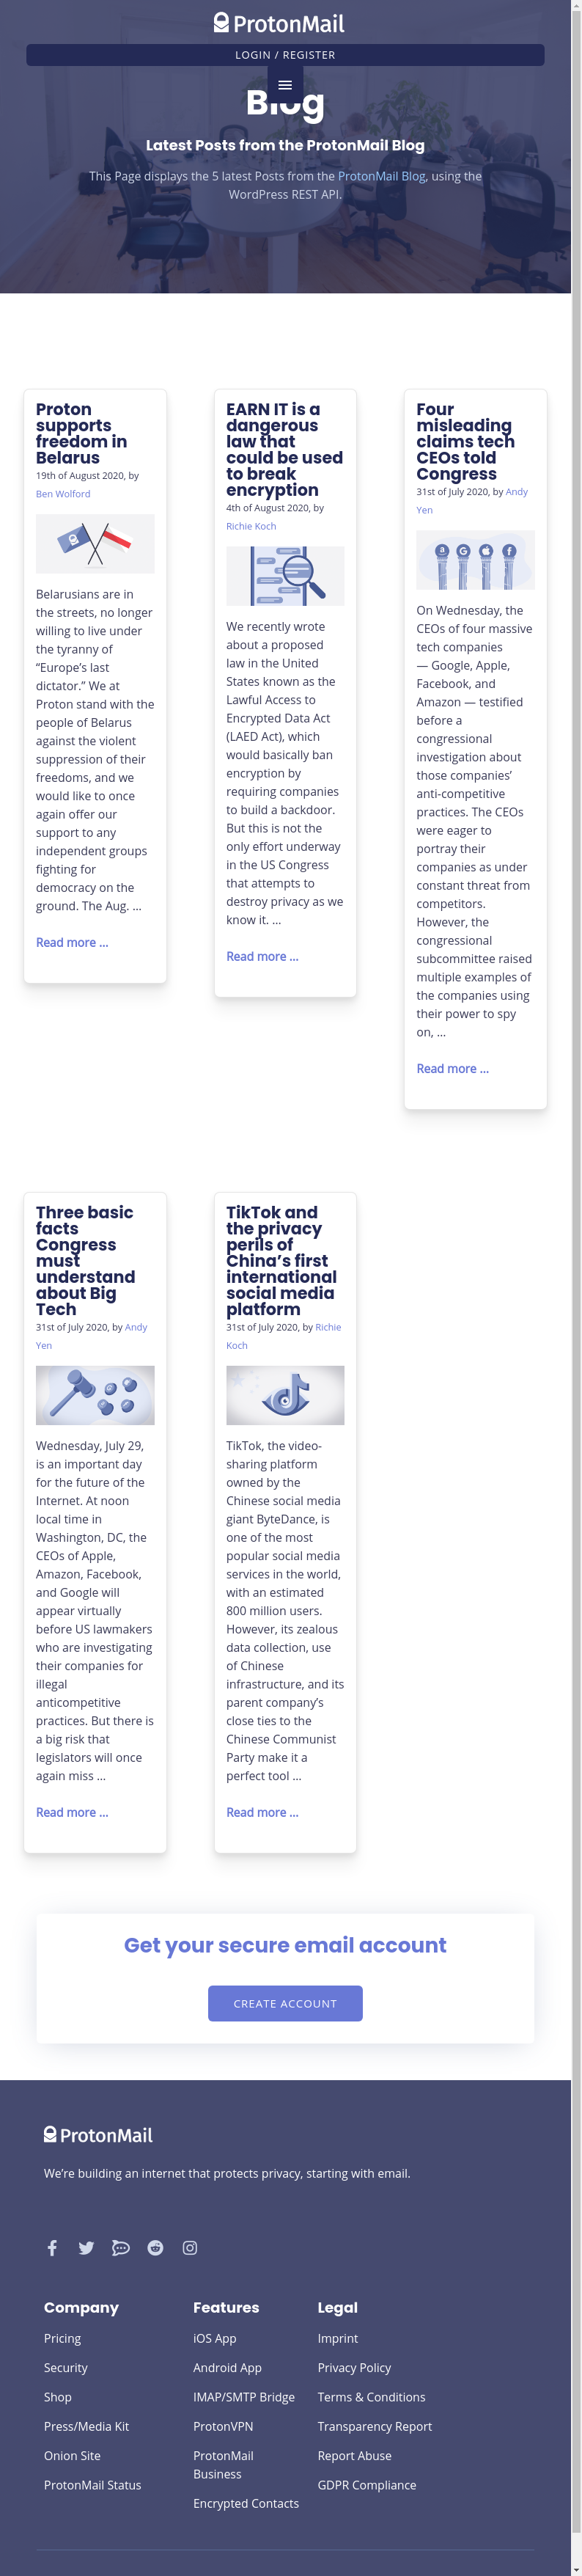 ProtonMail
LOGIN / REGISTER
Blog
Latest Posts from the ProtonMail Blog
This Page displays the 5 latest Posts from the ProtonMail Blog, using the
WordPress REST API.
Proton
supports
freedom in
Belarus
19th of August 2020, by
Ben Wolford
Belarusians are in
the streets, no longer
willing to live under
the tyranny of
“Europe’s last
dictator.” We at
Proton stand with the
people of Belarus
against the violent
suppression of their
freedoms, and we
would like to once
again offer our
support to any
independent groups
fighting for
democracy on the
ground. The Aug. ...
Read more ...
EARN IT is a
dangerous
law that
could be used
to break
encryption
4th of August 2020, by
Richie Koch
We recently wrote
about a proposed
law in the United
States known as the
Lawful Access to
Encrypted Data Act
(LAED Act), which
would basically ban
encryption by
requiring companies
to build a backdoor.
But this is not the
only effort underway
in the US Congress
that attempts to
destroy privacy as we
know it. ...
Read more ...
Four
misleading
claims tech
CEOs told
Congress
31st of July 2020, by Andy
Yen
On Wednesday, the
CEOs of four massive
tech companies
— Google, Apple,
Facebook, and
Amazon — testified
before a
congressional
investigation about
those companies’
anti-competitive
practices. The CEOs
were eager to
portray their
companies as under
constant threat from
competitors.
However, the
congressional
subcommittee raised
multiple examples of
the companies using
their power to spy
on, ...
Read more ...
Three basic
facts
Congress
must
understand
about Big
Tech
31st of July 2020, by Andy
Yen
Wednesday, July 29,
is an important day
for the future of the
Internet. At noon
local time in
Washington, DC, the
CEOs of Apple,
Amazon, Facebook,
and Google will
appear virtually
before US lawmakers
who are investigating
their companies for
illegal
anticompetitive
practices. But there is
a big risk that
legislators will once
again miss ...
Read more ...
TikTok and
the privacy
perils of
China’s first
international
social media
platform
31st of July 2020, by Richie
Koch
TikTok, the video-
sharing platform
owned by the
Chinese social media
giant ByteDance, is
one of the most
popular social media
services in the world,
with an estimated
800 million users.
However, its zealous
data collection, use
of Chinese
infrastructure, and its
parent company’s
close ties to the
Chinese Communist
Party make it a
perfect tool ...
Read more ...
Get your secure email account
CREATE ACCOUNT
ProtonMail
We’re building an internet that protects privacy, starting with email.
Company
Pricing
Security
Shop
Press/Media Kit
Onion Site
ProtonMail Status
Features
iOS App
Android App
IMAP/SMTP Bridge
ProtonVPN
ProtonMail
Business
Encrypted Contacts
Legal
Imprint
Privacy Policy
Terms & Conditions
Transparency Report
Report Abuse
GDPR Compliance